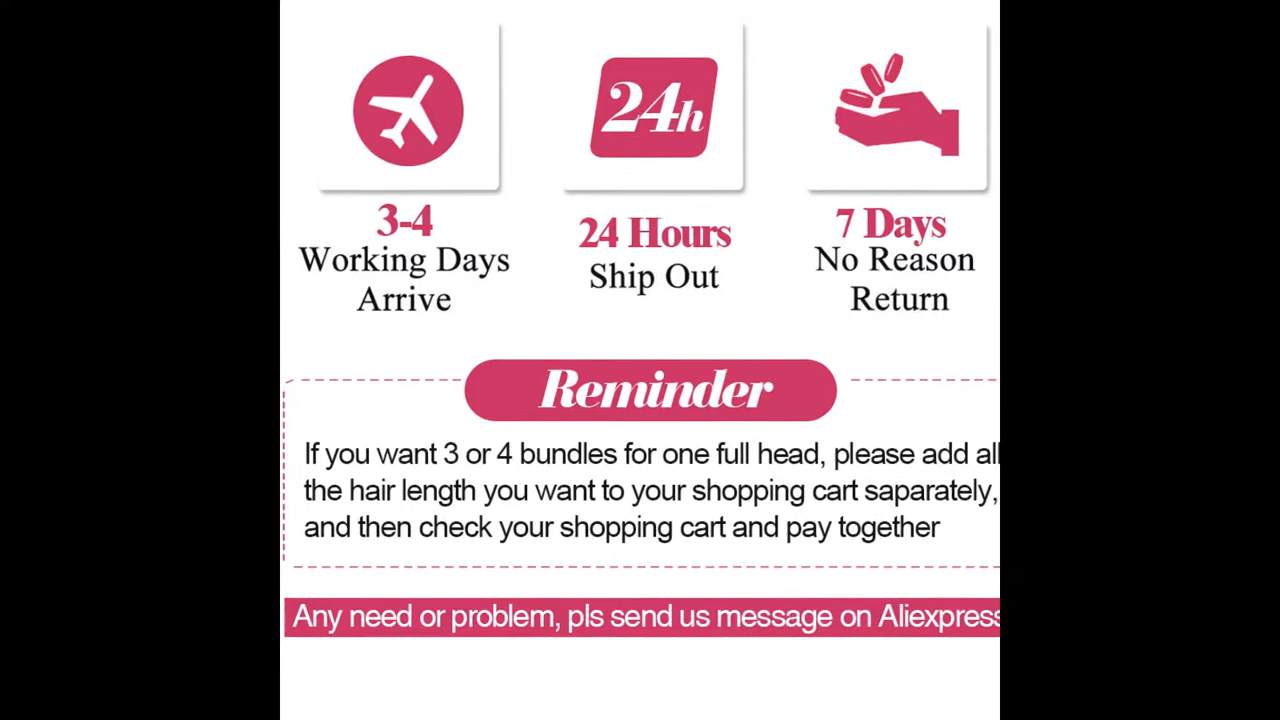 24h
3-4
Working Days
Arrive
24 Hours
Ship Out
7 Days
No Reason
Return
Reminder
If you want 3 or 4 bundles for one full head, please add all
the hair length you want to your shopping cart saparately,
and then check your shopping cart and pay together
Any need or problem, pls send us message on Aliexpress